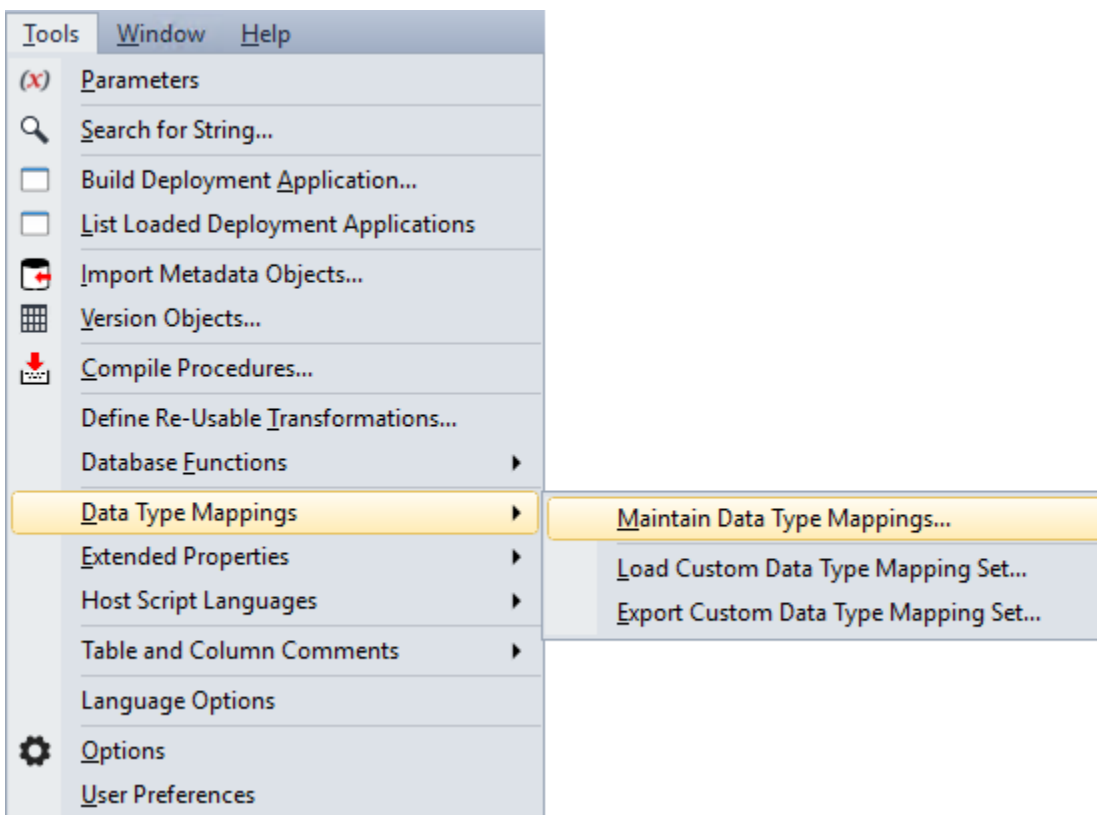 Tools Window Help
(x) Parameters
Search for String...
Build Deployment Application...
List Loaded Deployment Applications
Import Metadata Objects...
Version Objects...
Compile Procedures...
Define Re-Usable Transformations...
Database Functions
Data Type Mappings
Extended Properties
Host Script Languages
Table and Column Comments
Language Options
Options
User Preferences
Maintain Data Type Mappings...
Load Custom Data Type Mapping Set...
Export Custom Data Type Mapping Set...